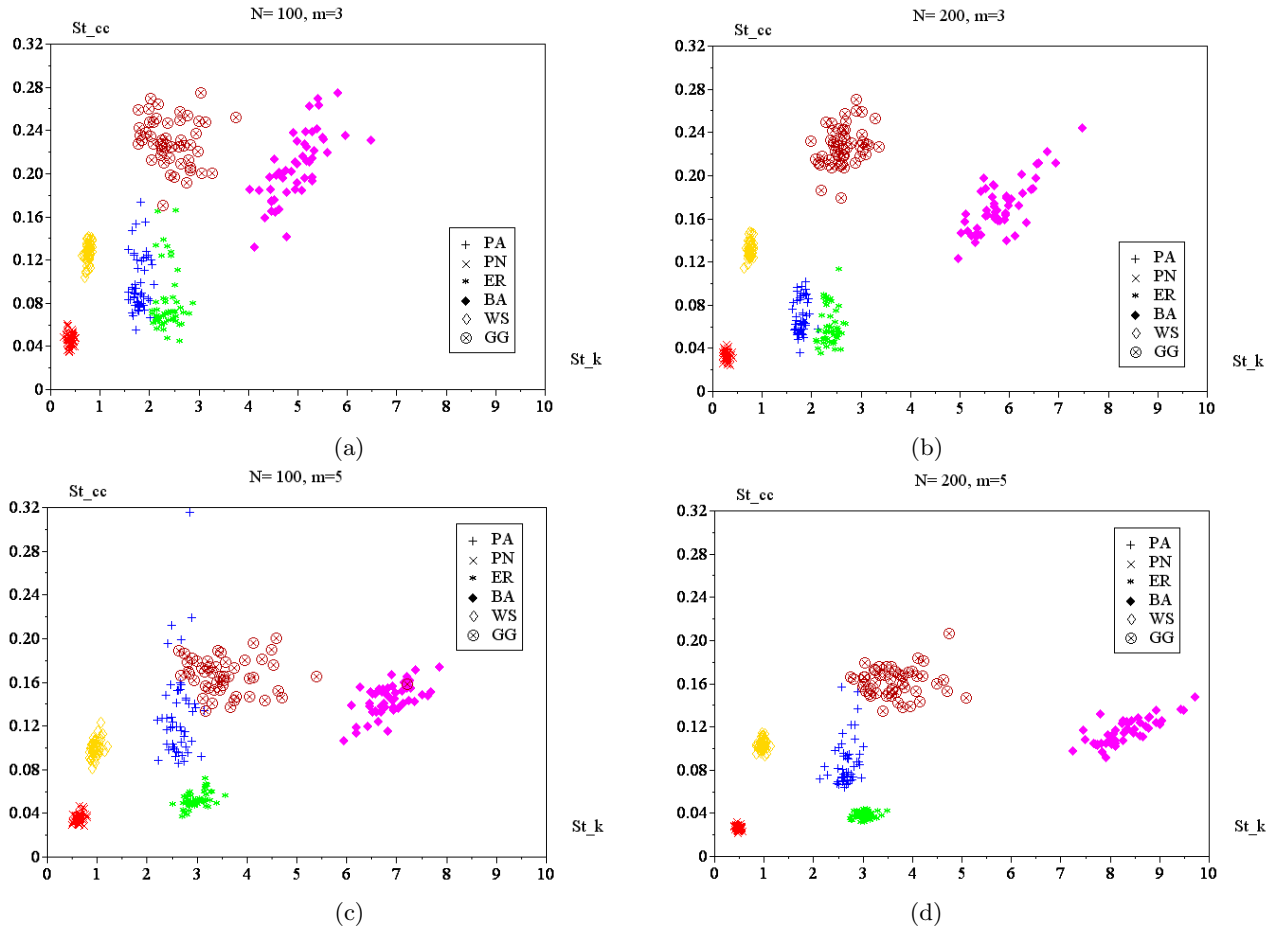 N= 100, m=3
St_cc
0.32
0.28
0.24
0.20
0.16
0.12
0.08
0.04
0
0 1 2 3 4 5 6 7 8 9 10
St_k
PA
PN
ER
BA
WS
GG
(a)
N= 200, m=3
St_cc
0.32
0.28
0.24
0.20
0.16
0.12
0.08
0.04
0
0 1 2 3 4 5 6 7 8 9 10
St_k
PA
PN
ER
BA
WS
GG
(b)
N= 100, m=5
St_cc
0.32
0.28
0.24
0.20
0.16
0.12
0.08
0.04
0
0 1 2 3 4 5 6 7 8 9 10
St_k
PA
PN
ER
BA
WS
GG
(c)
N= 200, m=5
St_cc
0.32
0.28
0.24
0.20
0.16
0.12
0.08
0.04
0
0 1 2 3 4 5 6 7 8 9 10
St_k
PA
PN
ER
BA
WS
GG
(d)